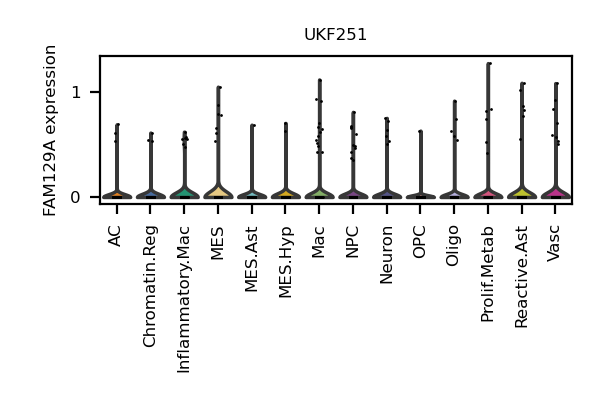 UKF251
FAM129A expression
1
0
AC
Chromatin.Reg
Inflammatory.Mac
MES
MES.Ast
MES.Hyp
Mac
NPC
Neuron
OPC
Oligo
Prolif.Metab
Reactive.Ast
Vasc